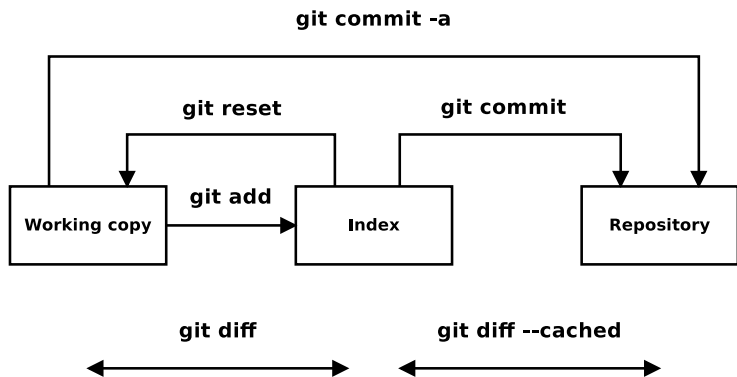 git commit -a
git reset
git commit
git add
Working copy
Index
Repository
git diff
git diff --cached